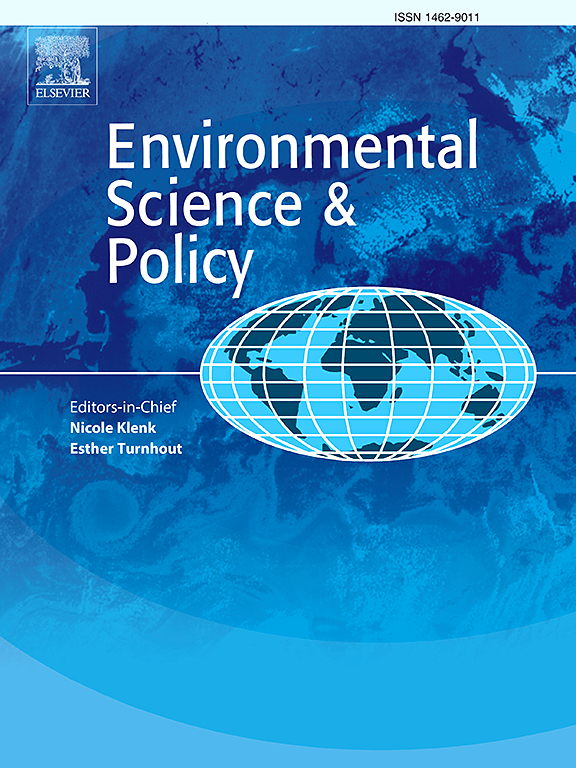 ISSN 1462-9011
ELSEVIER
Environmental
Science &
Policy
Editors-in-Chief
Nicole Klenk
Esther Turnhout